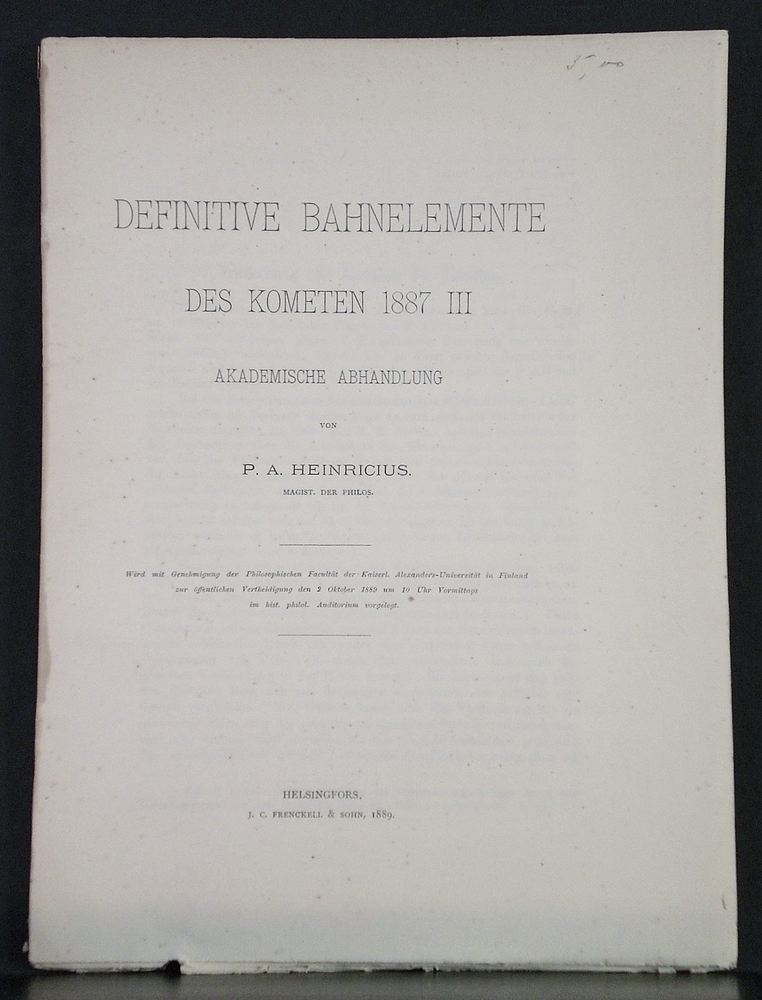 35,00
DEFINITIVE BAHNELEMENTE
DES KOMETEN 1887 III
AKADEMISCHE ABHANDLUNG
VON
P. A. HEINRICIUS.
MAGIST. DER PHILOS.
Wird mit Genehmigung der Philosophischen Facultät der Kaiserl. Alexanders-Universität in Finland
zur öffentlichen Vertheidigung den 2 Oktober 1889 um 10 Uhr Vormittags
im hist. philol. Auditorium vorgelegt.
HELSINGFORS,
J. C. FRENCKELL & SOHN, 1889.